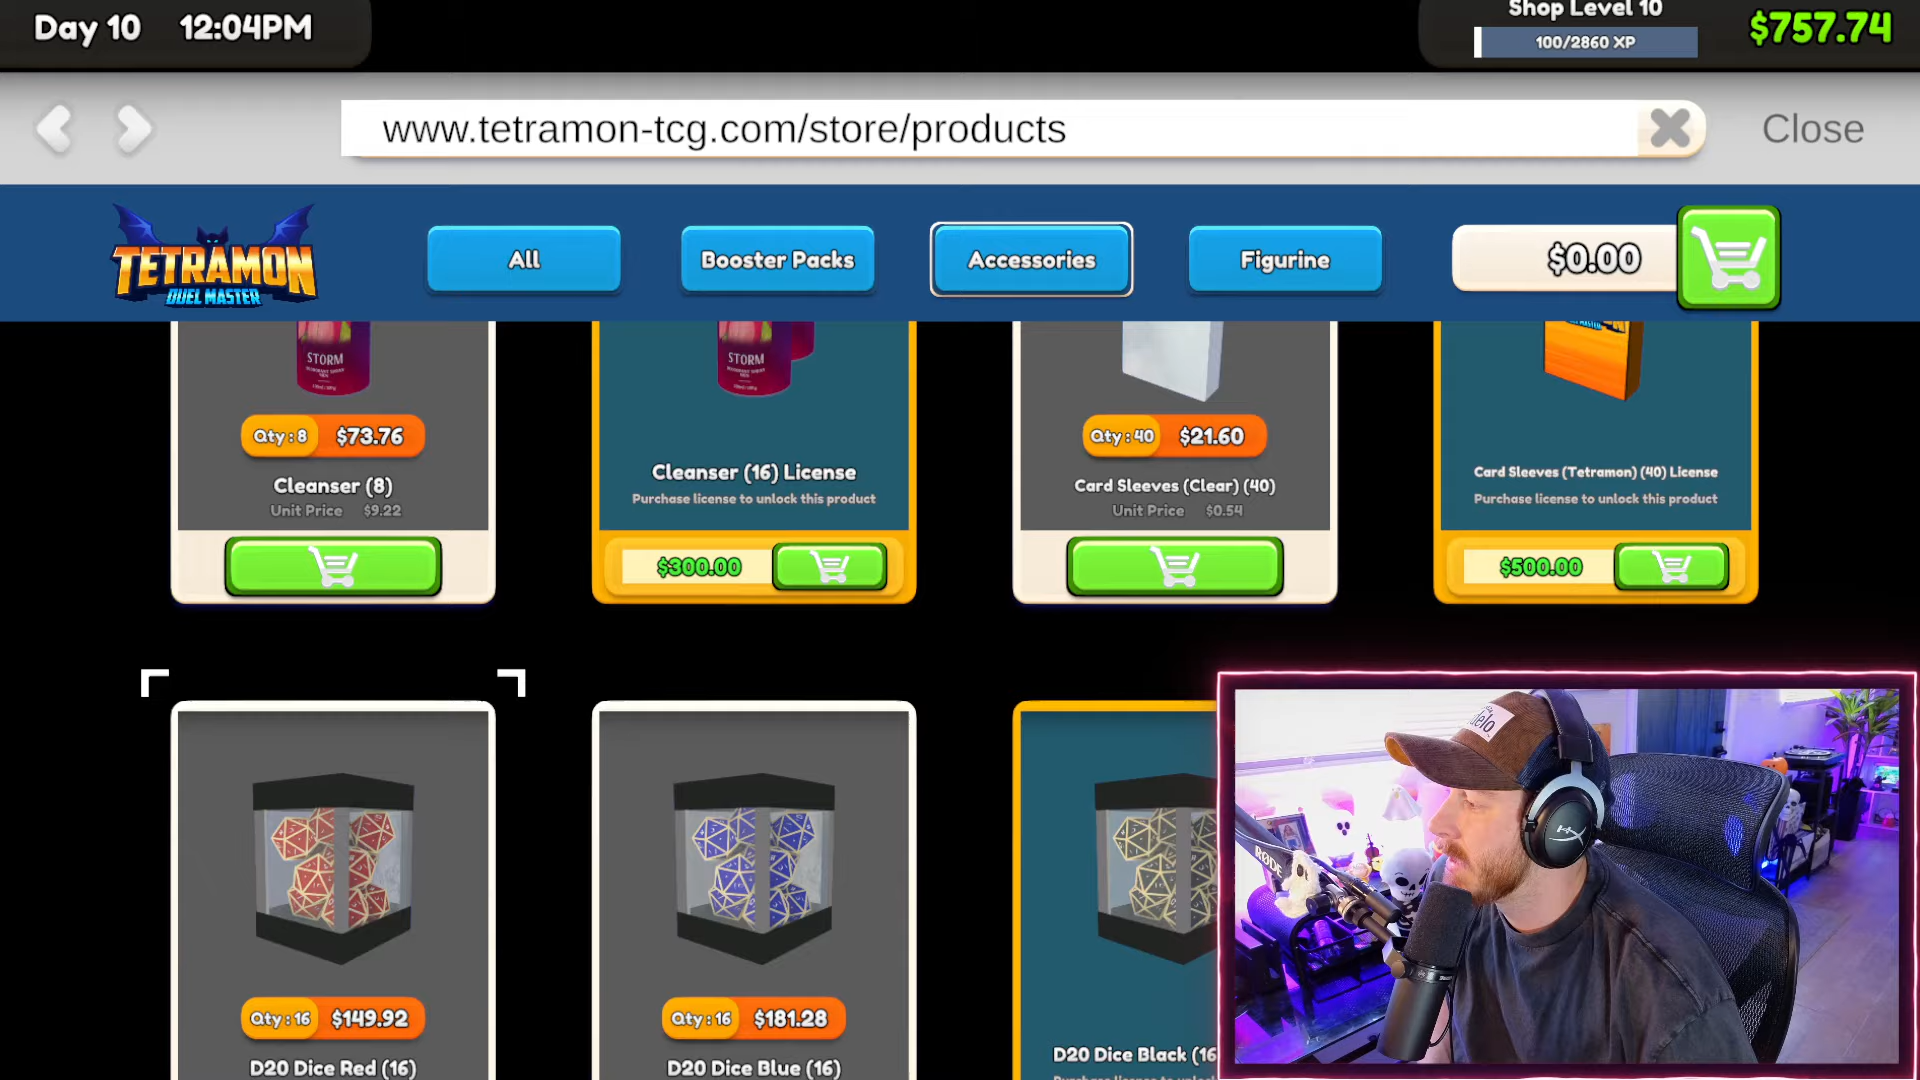 Day 10 12:04PM
Shop Level 10
100/2860 XP
$757.74
www.tetramon-tcg.com/store/products
Close
TETRAMON
DUEL MASTER
All
Booster Packs
Accessories
Figurine
$0.00
STORM
STORM
Qty:8 $73.76
Cleanser (8)
Unit Price $9.22
Cleanser (16) License
Purchase license to unlock this product
$300.00
Qty:40 $21.60
Card Sleeves (Clear) (40)
Unit Price $0.54
Card Sleeves (Tetramon) (40) License
Purchase license to unlock this product
$500.00
Qty:16 $149.92
D20 Dice Red (16)
Qty:16 $181.28
D20 Dice Blue (16)
D20 Dice Black (16
RØDE